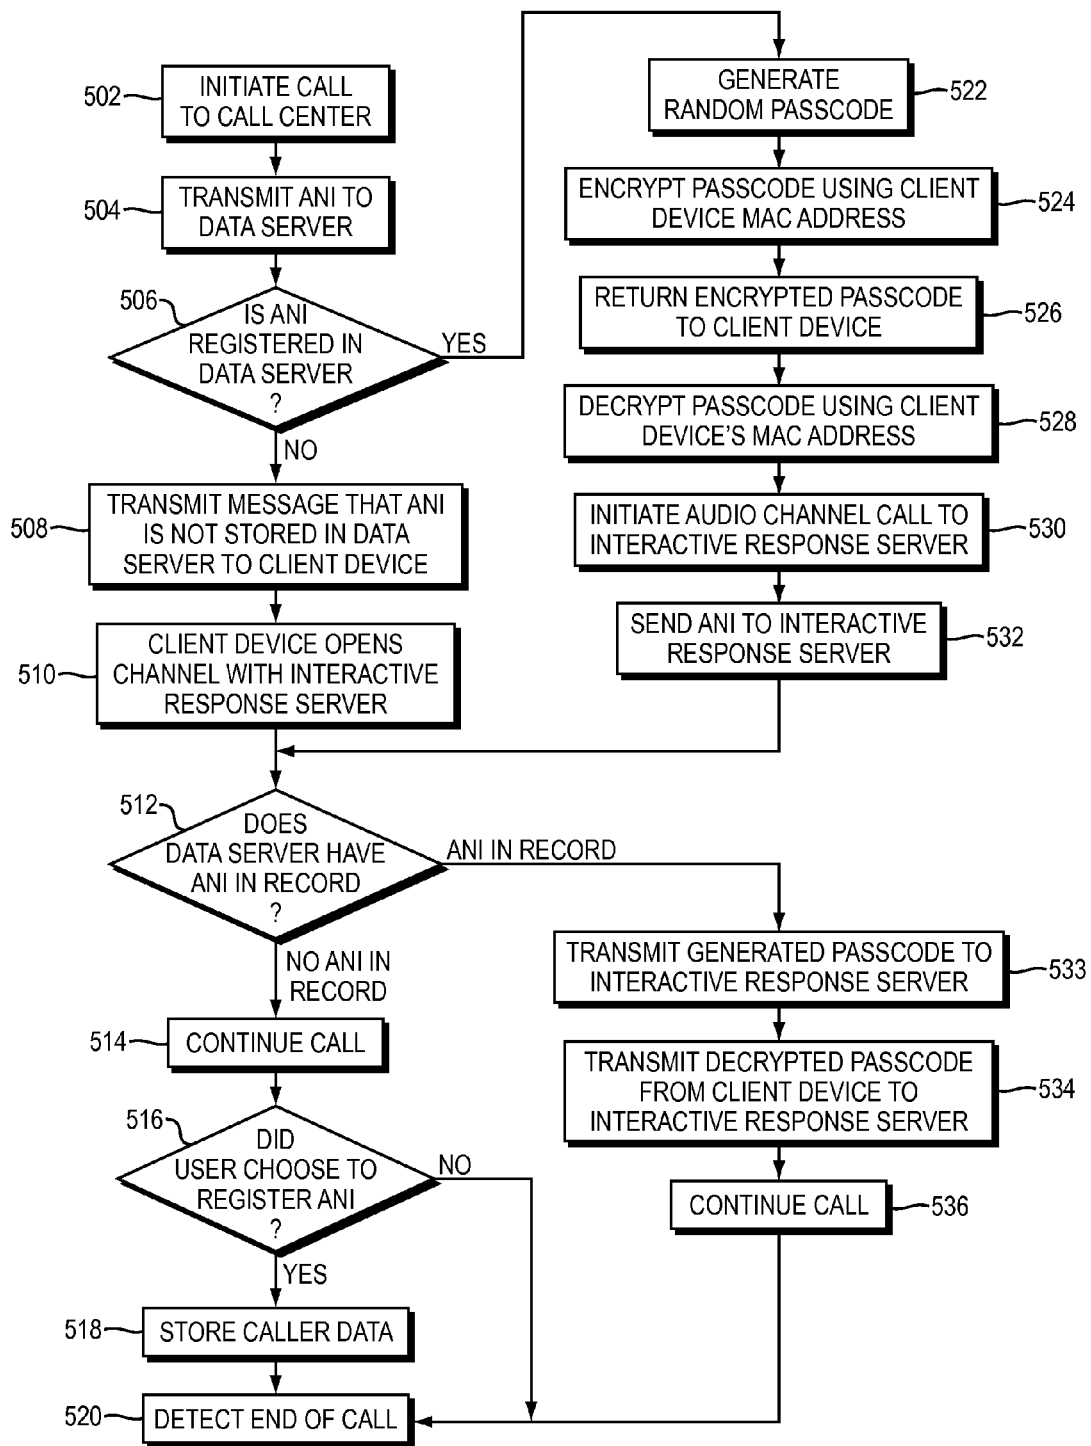 502
INITIATE CALL
TO CALL CENTER
504
TRANSMIT ANI TO
DATA SERVER
506
IS ANI
REGISTERED IN
DATA SERVER
?
YES
NO
508
TRANSMIT MESSAGE THAT ANI
IS NOT STORED IN DATA
SERVER TO CLIENT DEVICE
510
CLIENT DEVICE OPENS
CHANNEL WITH INTERACTIVE
RESPONSE SERVER
GENERATE
RANDOM PASSCODE
522
ENCRYPT PASSCODE USING CLIENT
DEVICE MAC ADDRESS
524
RETURN ENCRYPTED PASSCODE
TO CLIENT DEVICE
526
DECRYPT PASSCODE USING CLIENT
DEVICE'S MAC ADDRESS
528
INITIATE AUDIO CHANNEL CALL TO
INTERACTIVE RESPONSE SERVER
530
SEND ANI TO INTERACTIVE
RESPONSE SERVER
532
512
DOES
DATA SERVER HAVE
ANI IN RECORD
?
ANI IN RECORD
NO ANI IN
RECORD
514
CONTINUE CALL
516
DID
USER CHOOSE TO
REGISTER ANI
?
NO
YES
518
STORE CALLER DATA
520
DETECT END OF CALL
TRANSMIT GENERATED PASSCODE TO
INTERACTIVE RESPONSE SERVER
533
TRANSMIT DECRYPTED PASSCODE
FROM CLIENT DEVICE TO
INTERACTIVE RESPONSE SERVER
534
CONTINUE CALL
536